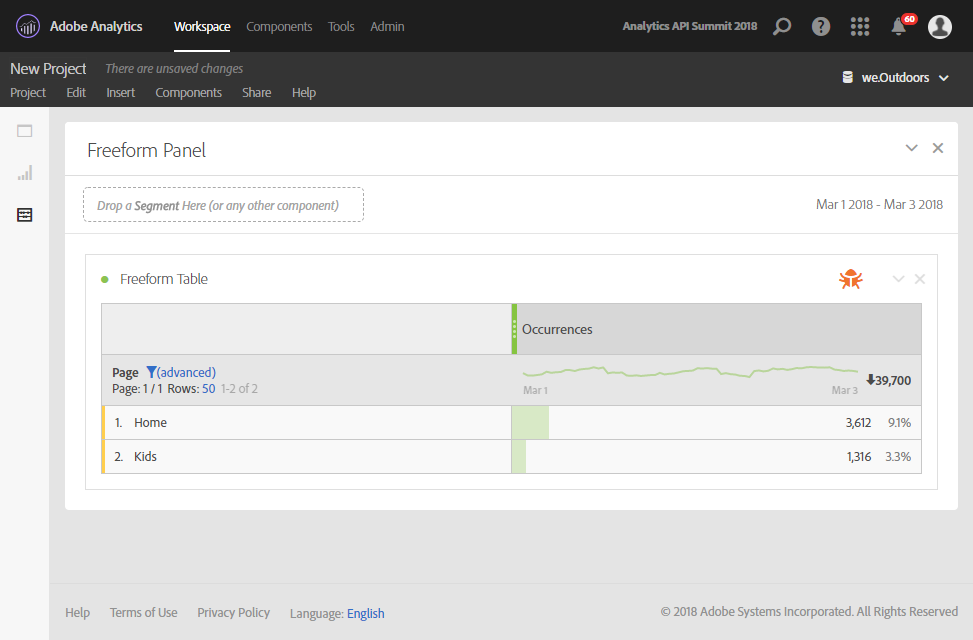 Adobe Analytics Workspace Components Tools Admin Analytics API Summit 2018 ? 60
New Project There are unsaved changes
we.Outdoors
Project Edit Insert Components Share Help
Freeform Panel
Drop a Segment Here (or any other component) Mar 1 2018 - Mar 3 2018
Freeform Table
Occurrences
Page (advanced)
Page: 1 / 1 Rows: 50 1-2 of 2
Mar 1 Mar 3
39,700
1. Home 3,612 9.1%
2. Kids 1,316 3.3%
Help Terms of Use Privacy Policy Language: English © 2018 Adobe Systems Incorporated. All Rights Reserved